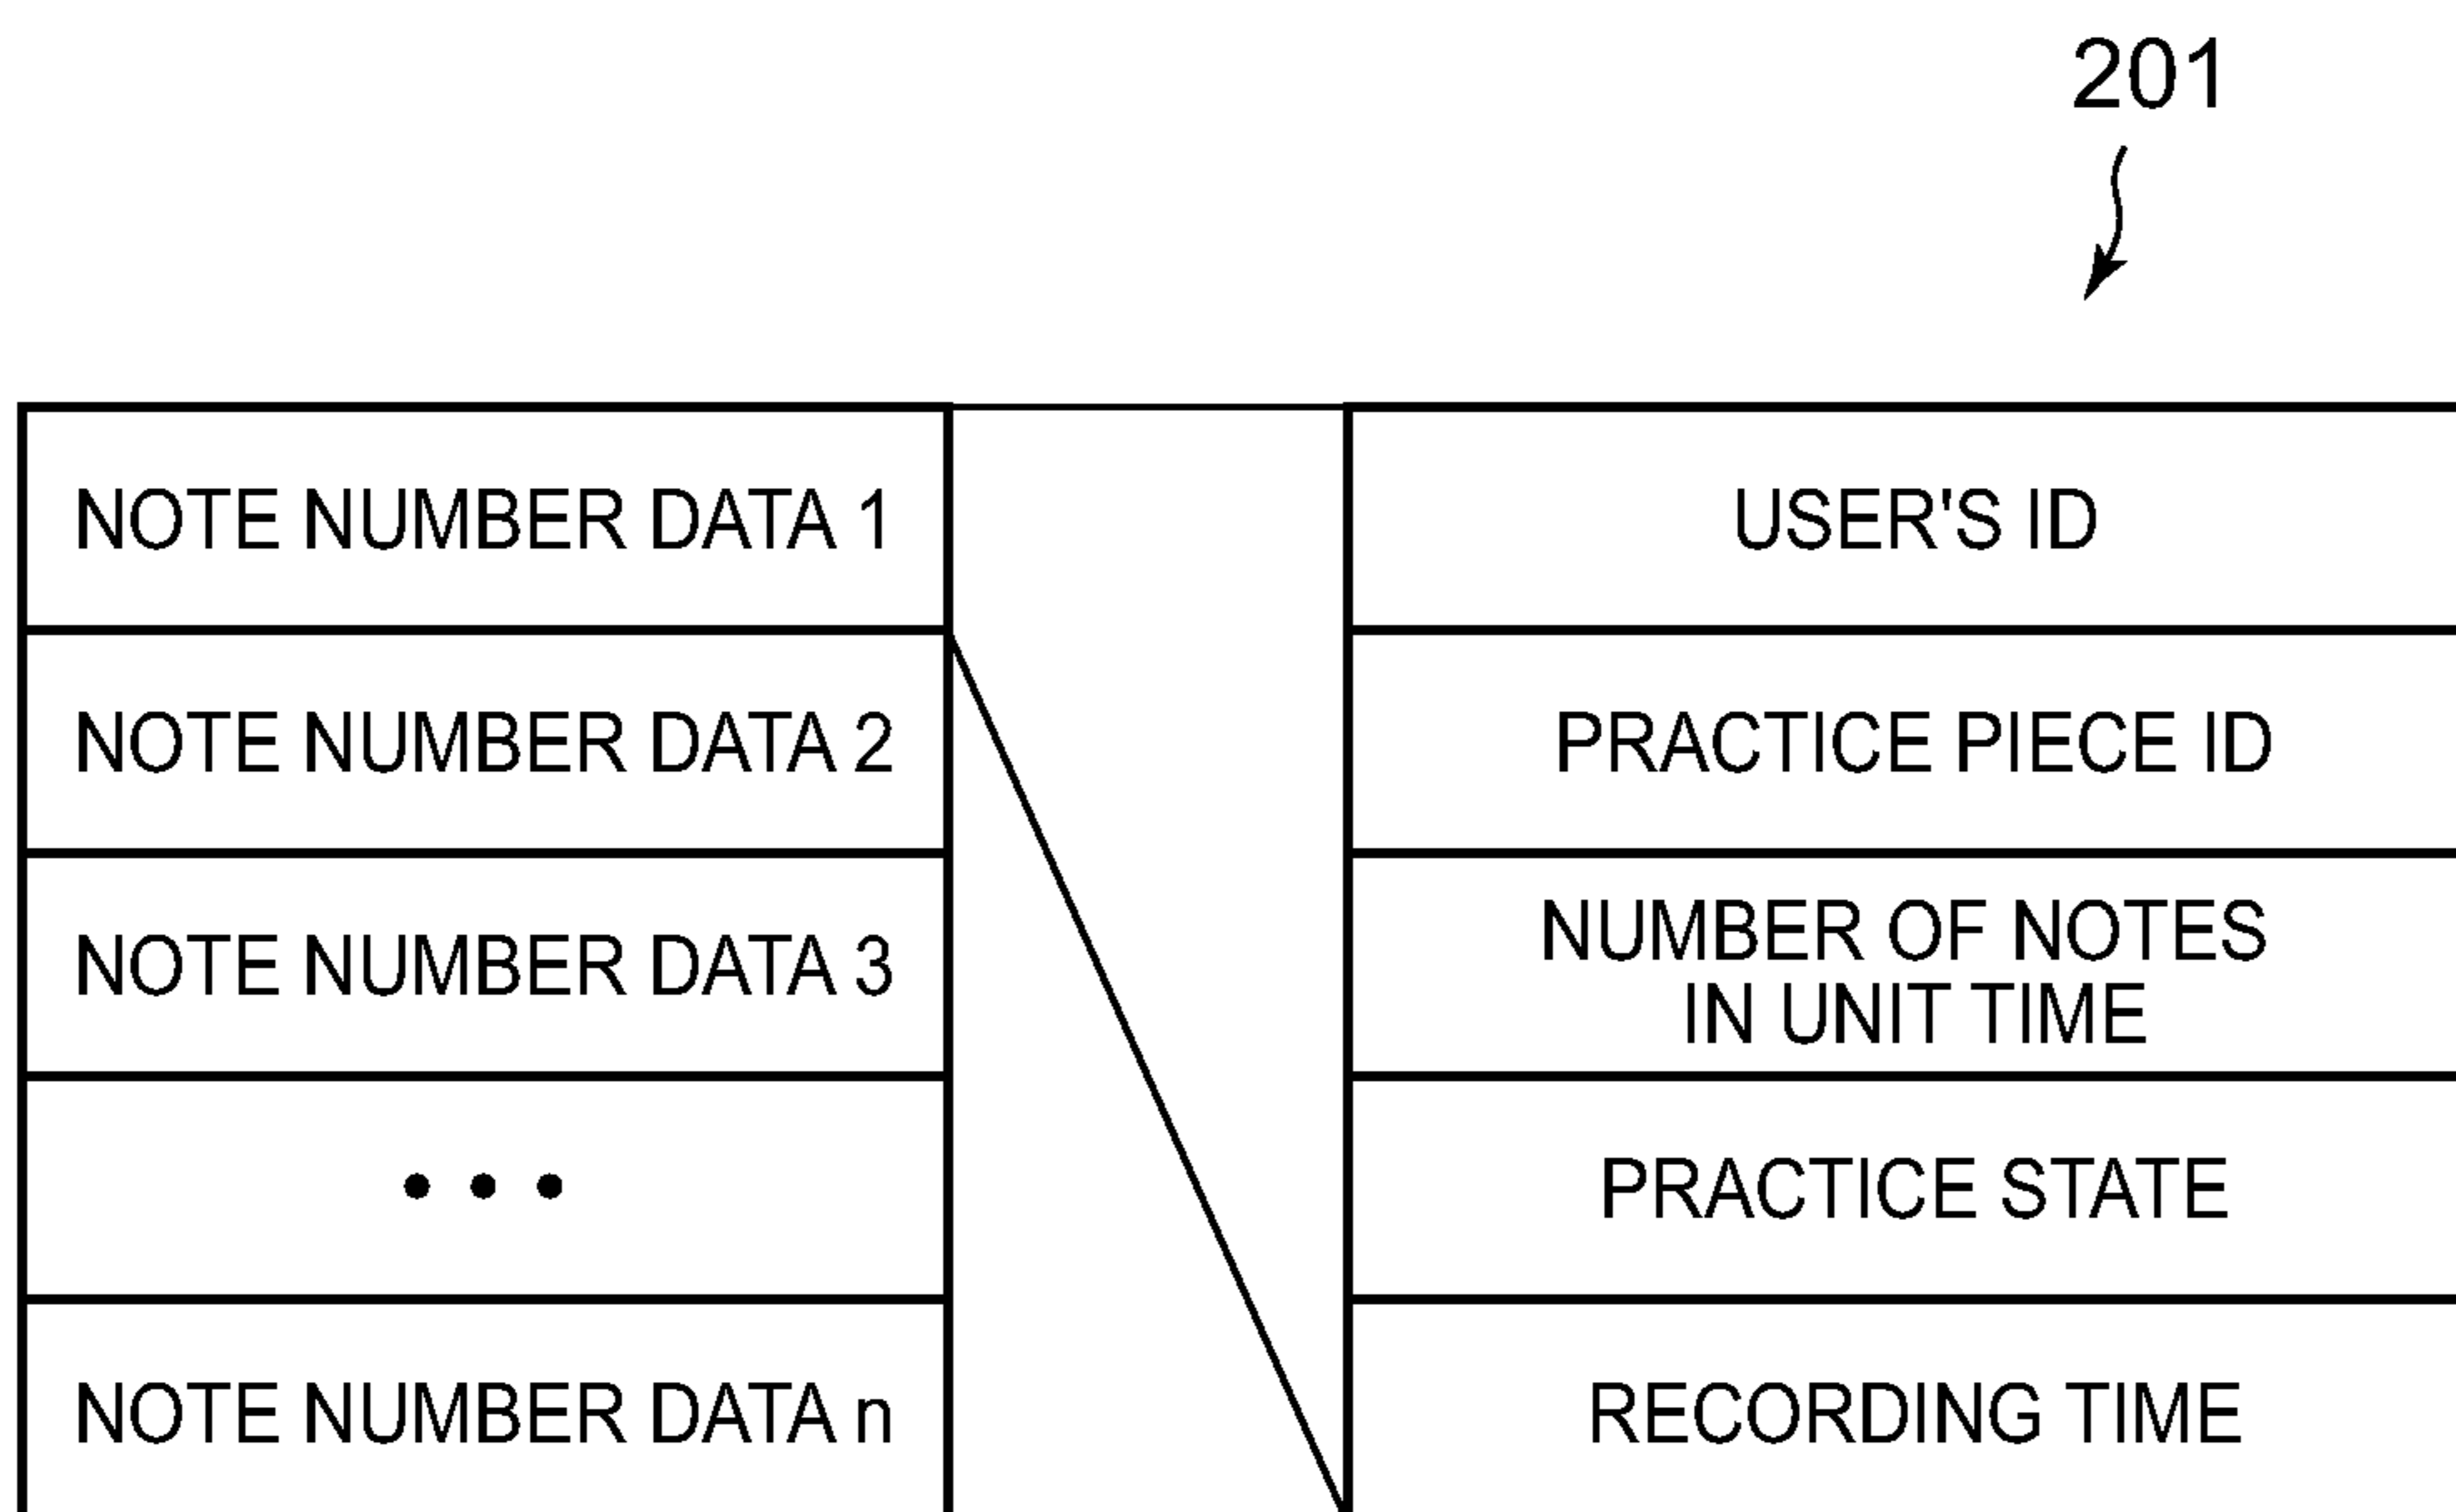 201
NOTE NUMBER DATA 1
NOTE NUMBER DATA 2
NOTE NUMBER DATA 3
• • •
NOTE NUMBER DATA n
USER'S ID
PRACTICE PIECE ID
NUMBER OF NOTES
IN UNIT TIME
PRACTICE STATE
RECORDING TIME